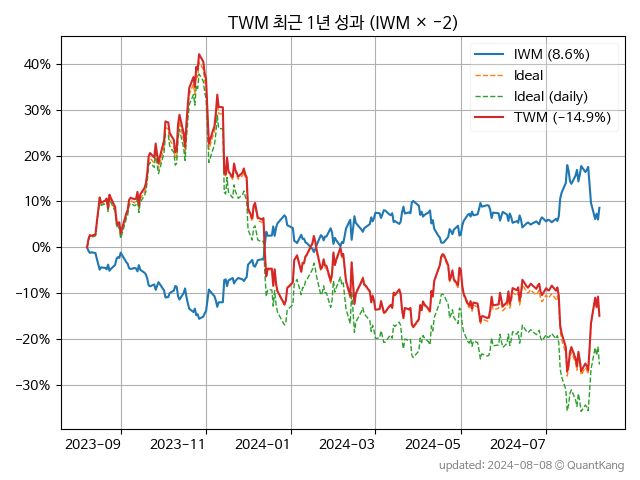 TWM 최근 1년 성과 (IWM × −2)
IWM (8.6%)
Ideal
Ideal (daily)
TWM (−14.9%)
40%
30%
20%
10%
0%
−10%
−20%
−30%
2023-09 2023-11 2024-01 2024-03 2024-05 2024-07
updated: 2024-08-08 © QuantKang